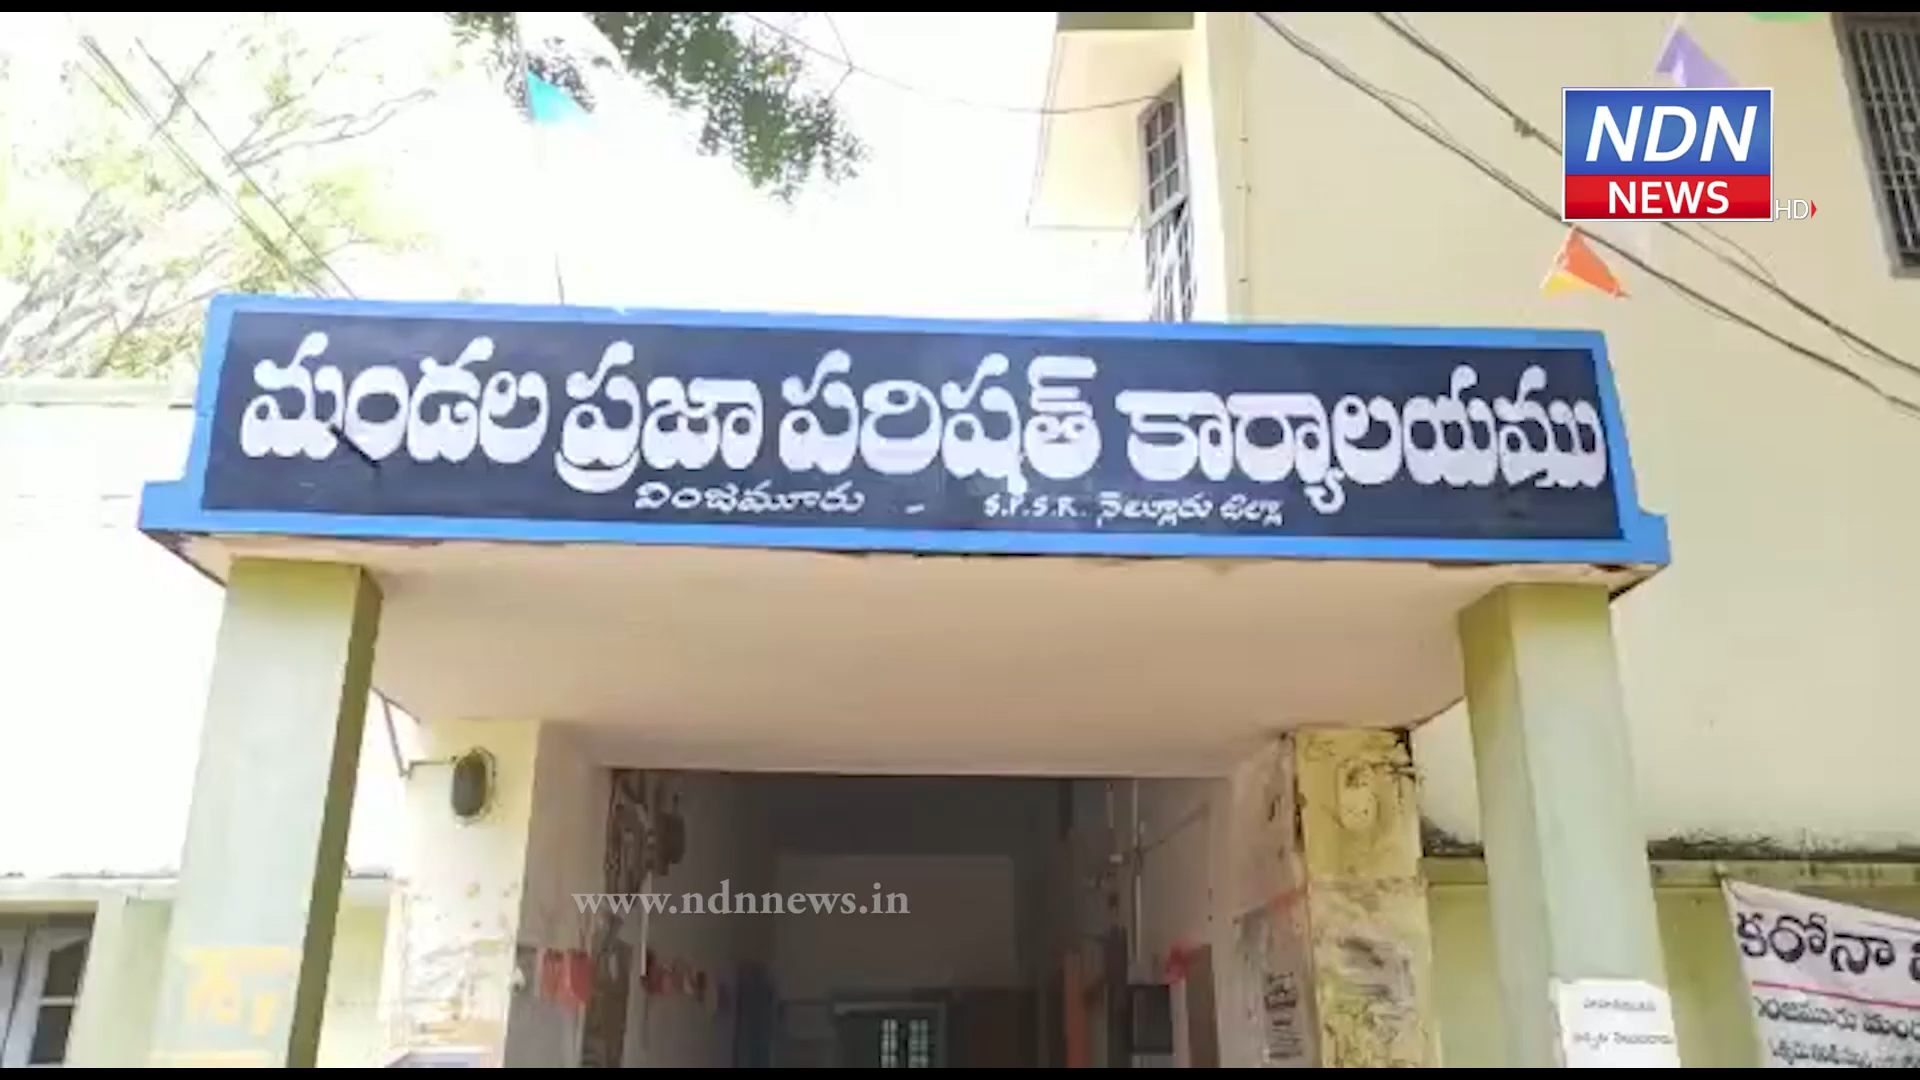 NDN
NEWS
HD
మండల ప్రజా పరిషత్ కార్యాలయము
వింజమూరు - S.P.S.R. నెల్లూరు జిల్లా
www.ndnnews.in
కరోనా